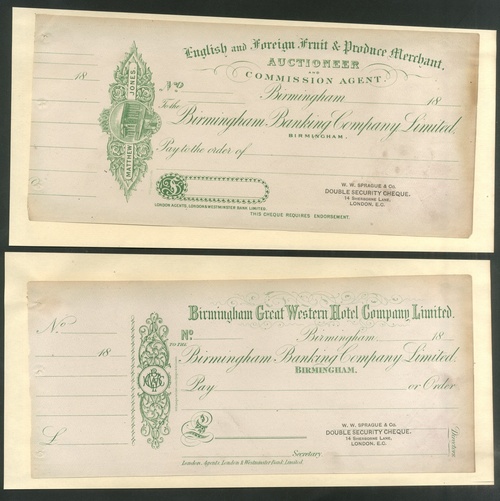 English and Foreign Fruit & Produce Merchant,
AUCTIONEER
AND
COMMISSION AGENT.
18
MATTHEW JONES
No
Birmingham 18
To the
Birmingham Banking Company Limited,
BIRMINGHAM.
Pay to the order of
£
LONDON AGENTS, LONDON & WESTMINSTER BANK LIMITED.
THIS CHEQUE REQUIRES ENDORSEMENT.
W. W. SPRAGUE & Co.
DOUBLE SECURITY CHEQUE.
14 SHERBORNE LANE,
LONDON, E.C.
Birmingham Great Western Hotel Company Limited.
No
18
£
No
Birmingham 18
TO THE
Birmingham Banking Company Limited,
BIRMINGHAM.
Pay or Order
£
W. W. SPRAGUE & Co.
DOUBLE SECURITY CHEQUE.
14 SHERBORNE LANE,
LONDON, E.C.
Directors
Secretary
London Agents London & Westminster Bank Limited.